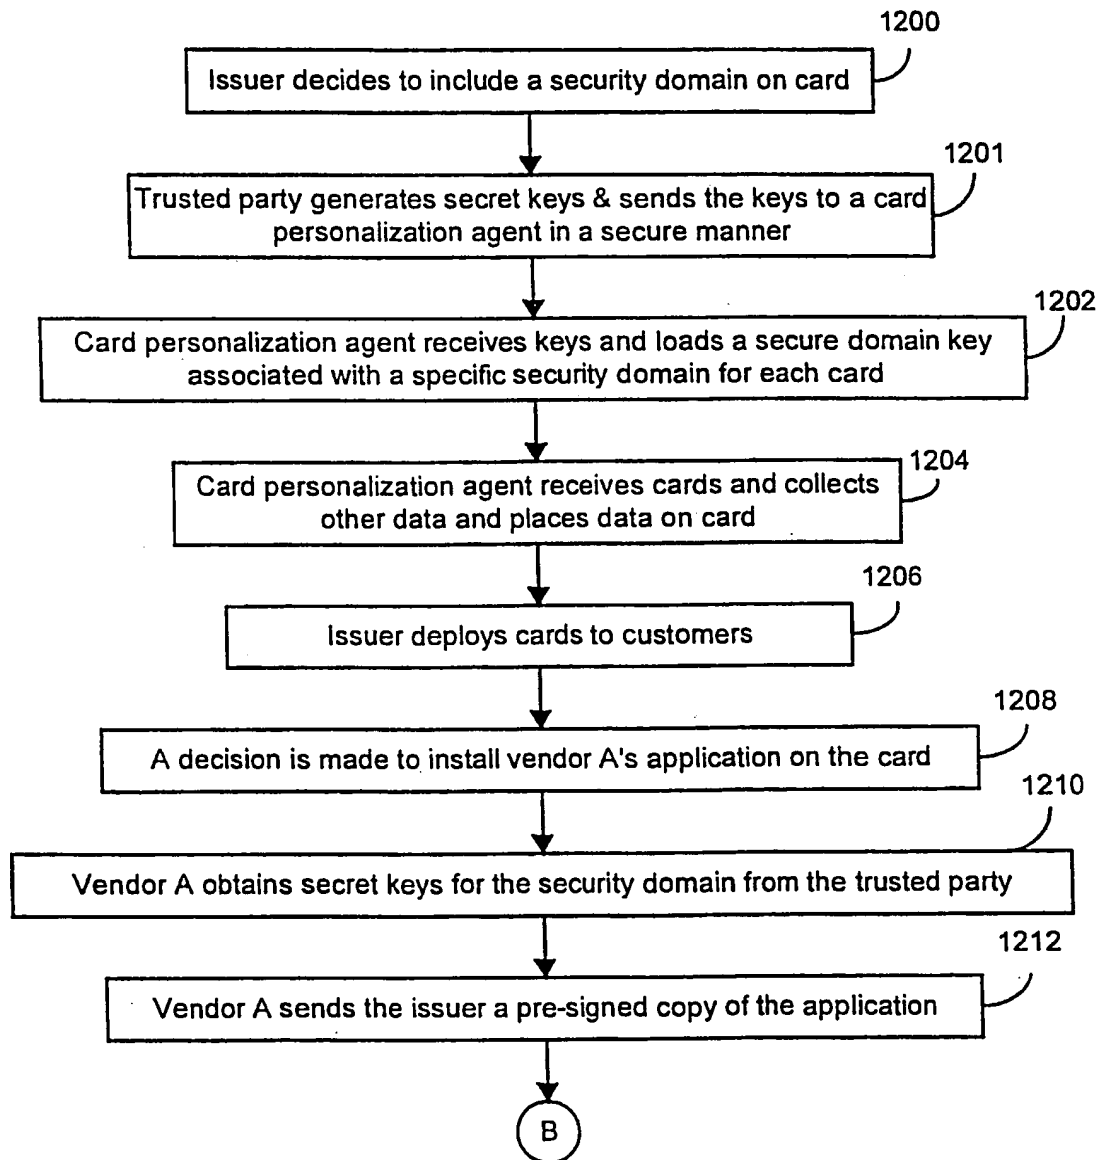 1200
Issuer decides to include a security domain on card
1201
Trusted party generates secret keys & sends the keys to a card
personalization agent in a secure manner
1202
Card personalization agent receives keys and loads a secure domain key
associated with a specific security domain for each card
1204
Card personalization agent receives cards and collects
other data and places data on card
1206
Issuer deploys cards to customers
1208
A decision is made to install vendor A's application on the card
1210
Vendor A obtains secret keys for the security domain from the trusted party
1212
Vendor A sends the issuer a pre-signed copy of the application
B